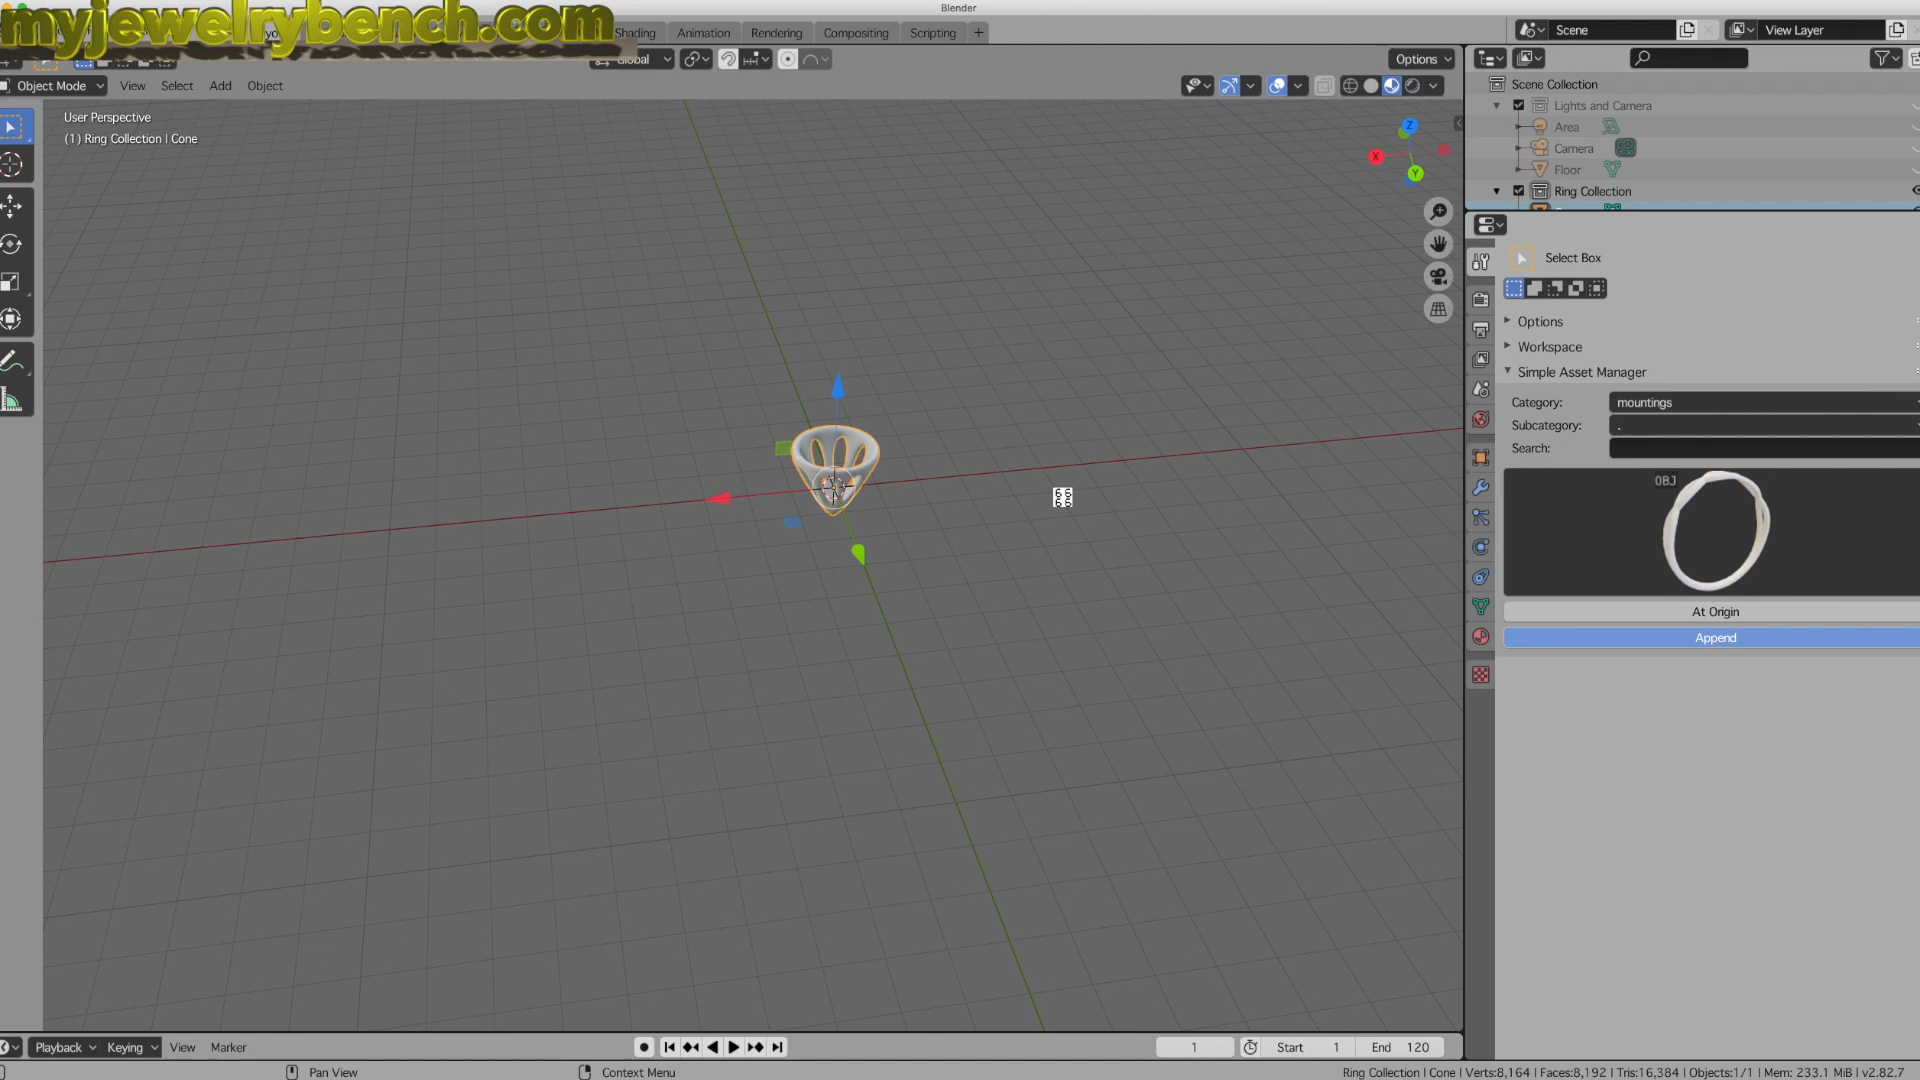 Blender
myjewelrybench.com
Shading Animation Rendering Compositing Scripting +
Scene View Layer
Global Options
Object Mode View Select Add Object
User Perspective
(1) Ring Collection | Cone
Z
X
Y
Scene Collection
Lights and Camera
Area
Camera
Floor
Ring Collection
Select Box
Options
Workspace
Simple Asset Manager
Category: mountings
Subcategory: .
Search:
OBJ
At Origin
Append
Playback Keying View Marker
1 Start 1 End 120
Pan View Context Menu
Ring Collection | Cone | Verts:8,164 | Faces:8,192 | Tris:16,384 | Objects:1/1 | Mem: 233.1 MiB | v2.82.7